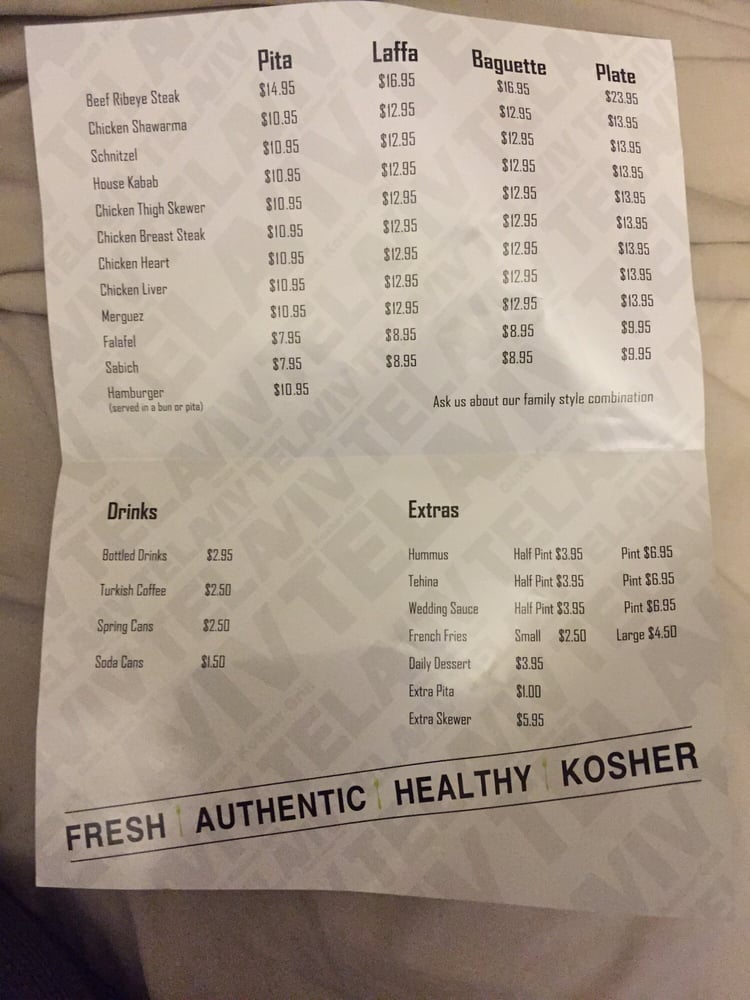 Pita Laffa Baguette Plate
Beef Ribeye Steak $14.95 $16.95 $16.95 $23.95
Chicken Shawarma $10.95 $12.95 $12.95 $13.95
Schnitzel $10.95 $12.95 $12.95 $13.95
House Kabab $10.95 $12.95 $12.95 $13.95
Chicken Thigh Skewer $10.95 $12.95 $12.95 $13.95
Chicken Breast Steak $10.95 $12.95 $12.95 $13.95
Chicken Heart $10.95 $12.95 $12.95 $13.95
Chicken Liver $10.95 $12.95 $12.95 $13.95
Merguez $10.95 $12.95 $12.95 $13.95
Falafel $7.95 $8.95 $8.95 $9.95
Sabich $7.95 $8.95 $8.95 $9.95
Hamburger $10.95
(served in a bun or pita)
Ask us about our family style combination
Drinks
Bottled Drinks $2.95
Turkish Coffee $2.50
Spring Cans $2.50
Soda Cans $1.50
Extras
Hummus Half Pint $3.95 Pint $6.95
Tehina Half Pint $3.95 Pint $6.95
Wedding Sauce Half Pint $3.95 Pint $6.95
French Fries Small $2.50 Large $4.50
Daily Dessert $3.95
Extra Pita $1.00
Extra Skewer $5.95
FRESH AUTHENTIC HEALTHY KOSHER